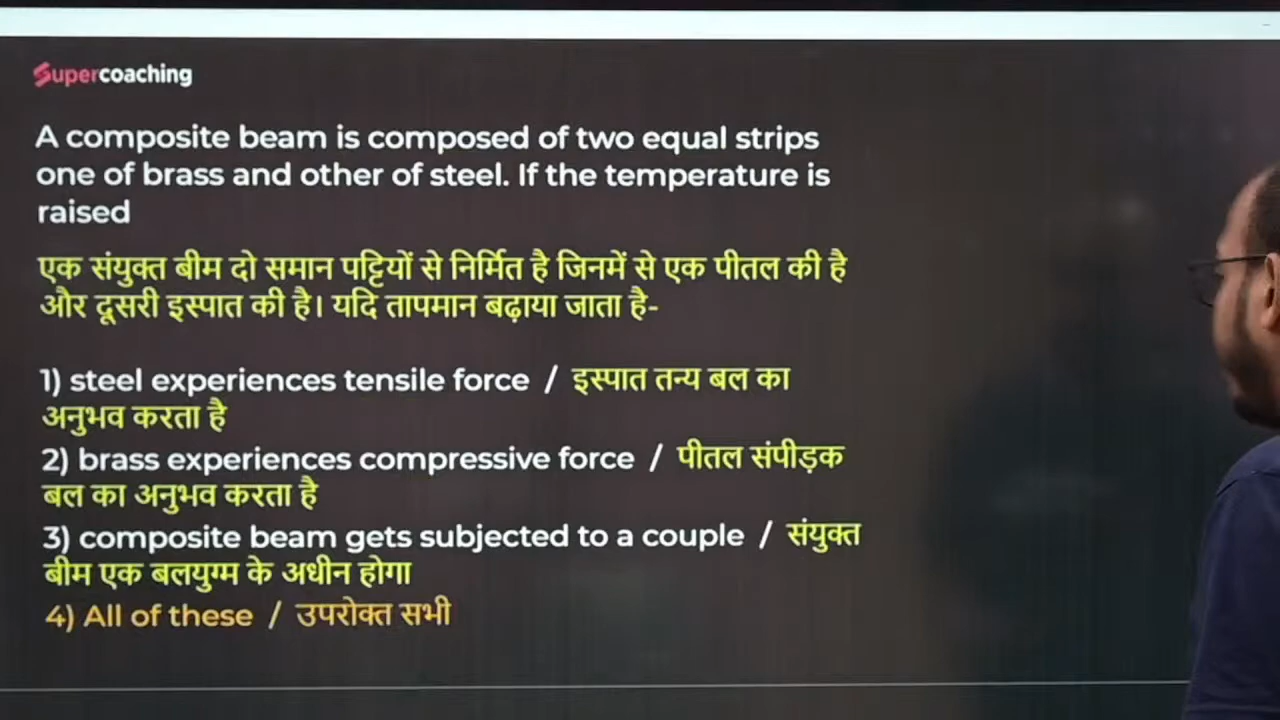 Supercoaching
A composite beam is composed of two equal strips
one of brass and other of steel. If the temperature is
raised
एक संयुक्त बीम दो समान पट्टियों से निर्मित है जिनमें से एक पीतल की है
और दूसरी इस्पात की है। यदि तापमान बढ़ाया जाता है-
1) steel experiences tensile force / इस्पात तन्य बल का
अनुभव करता है
2) brass experiences compressive force / पीतल संपीड़क
बल का अनुभव करता है
3) composite beam gets subjected to a couple / संयुक्त
बीम एक बलयुग्म के अधीन होगा
4) All of these / उपरोक्त सभी